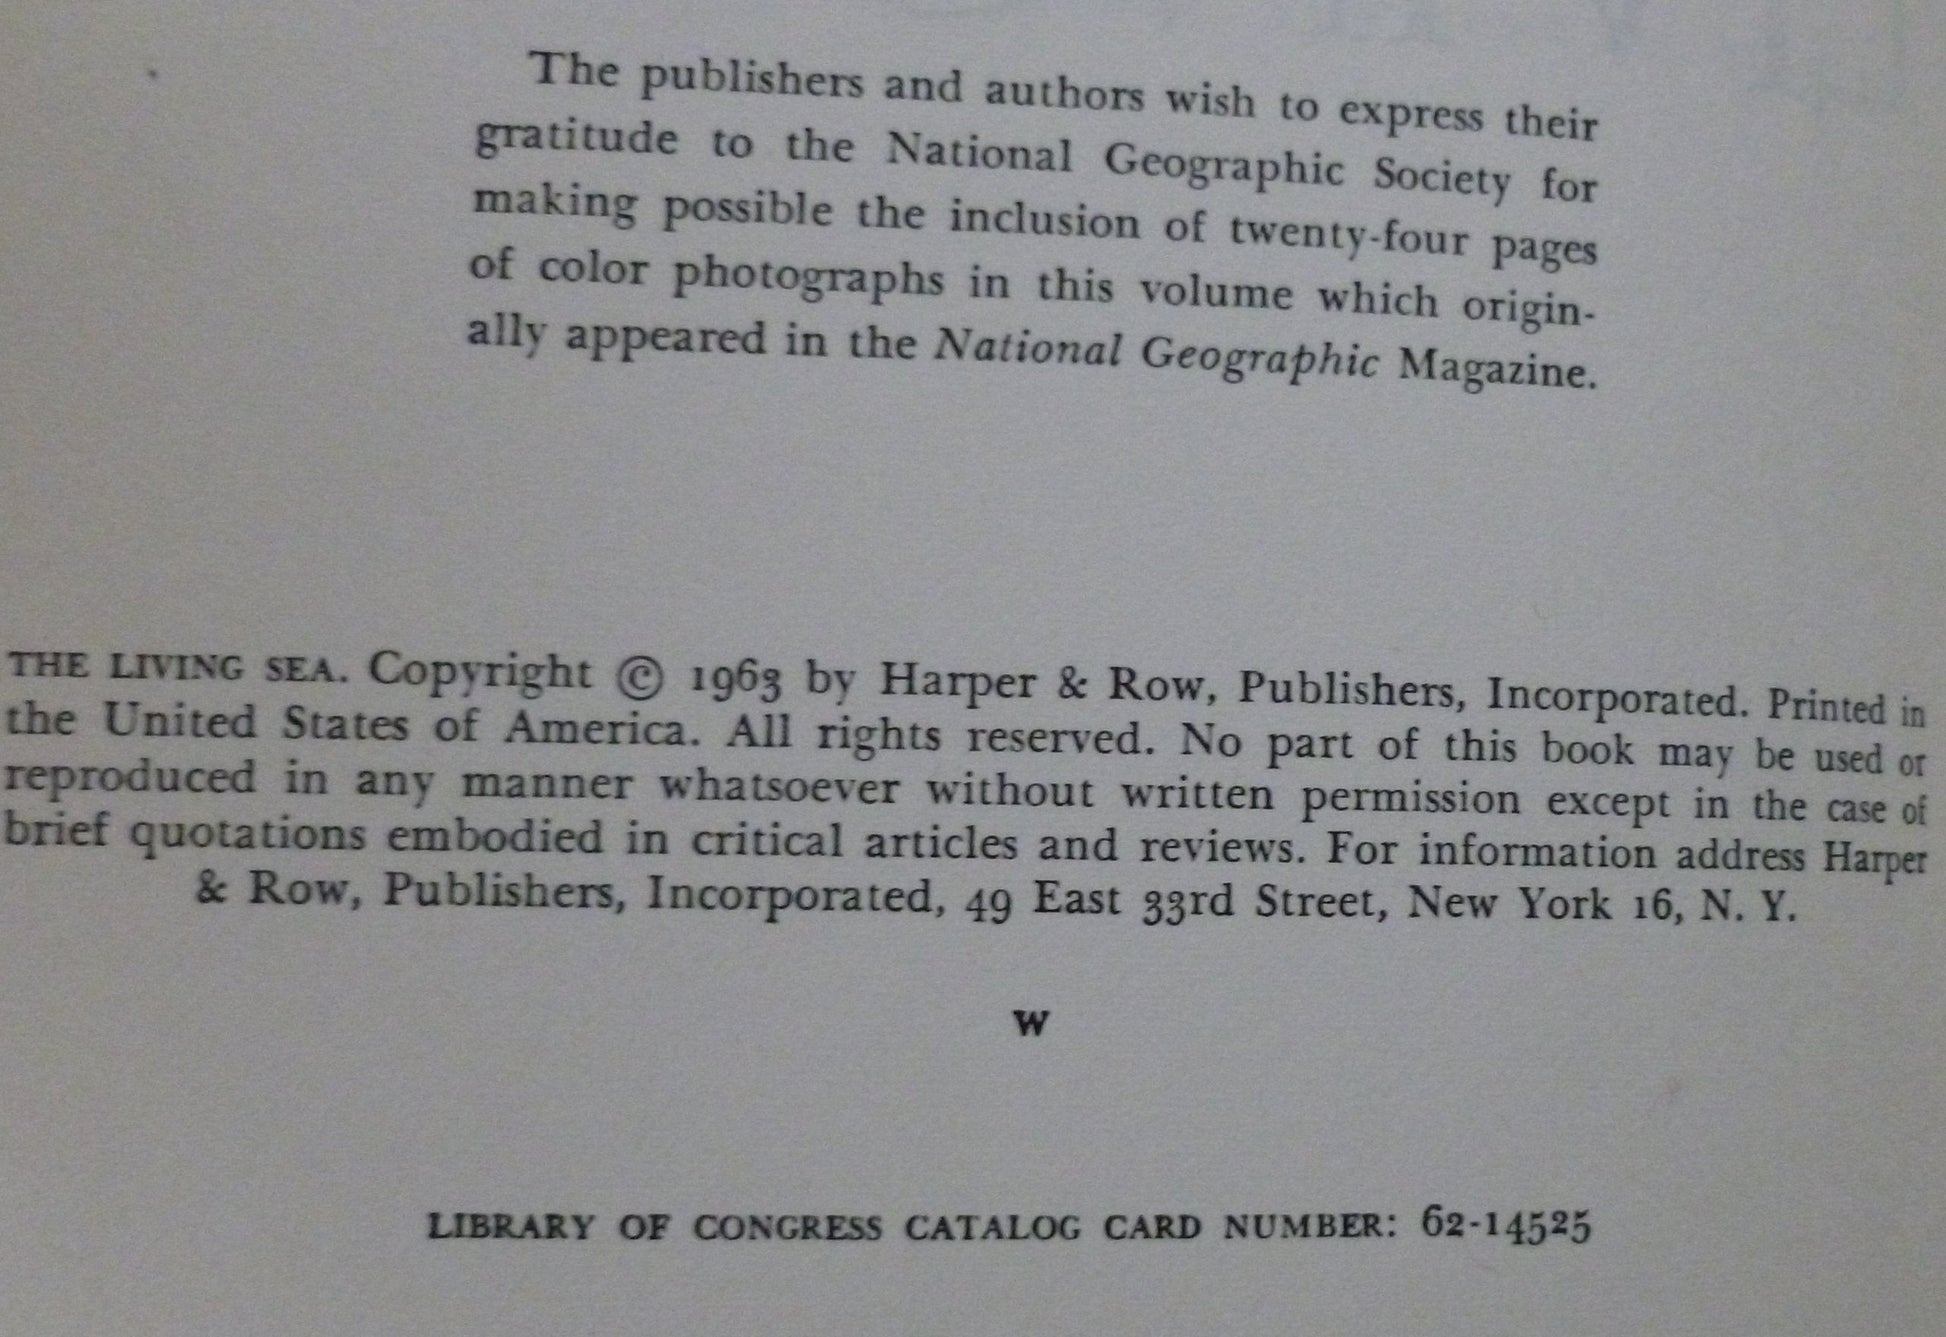 The publishers and authors wish to express their
gratitude to the National Geographic Society for
making possible the inclusion of twenty-four pages
of color photographs in this volume which origin-
ally appeared in the National Geographic Magazine.
THE LIVING SEA. Copyright © 1963 by Harper & Row, Publishers, Incorporated. Printed in
the United States of America. All rights reserved. No part of this book may be used or
reproduced in any manner whatsoever without written permission except in the case of
brief quotations embodied in critical articles and reviews. For information address Harper
& Row, Publishers, Incorporated, 49 East 33rd Street, New York 16, N. Y.
W
LIBRARY OF CONGRESS CATALOG CARD NUMBER: 62-14525